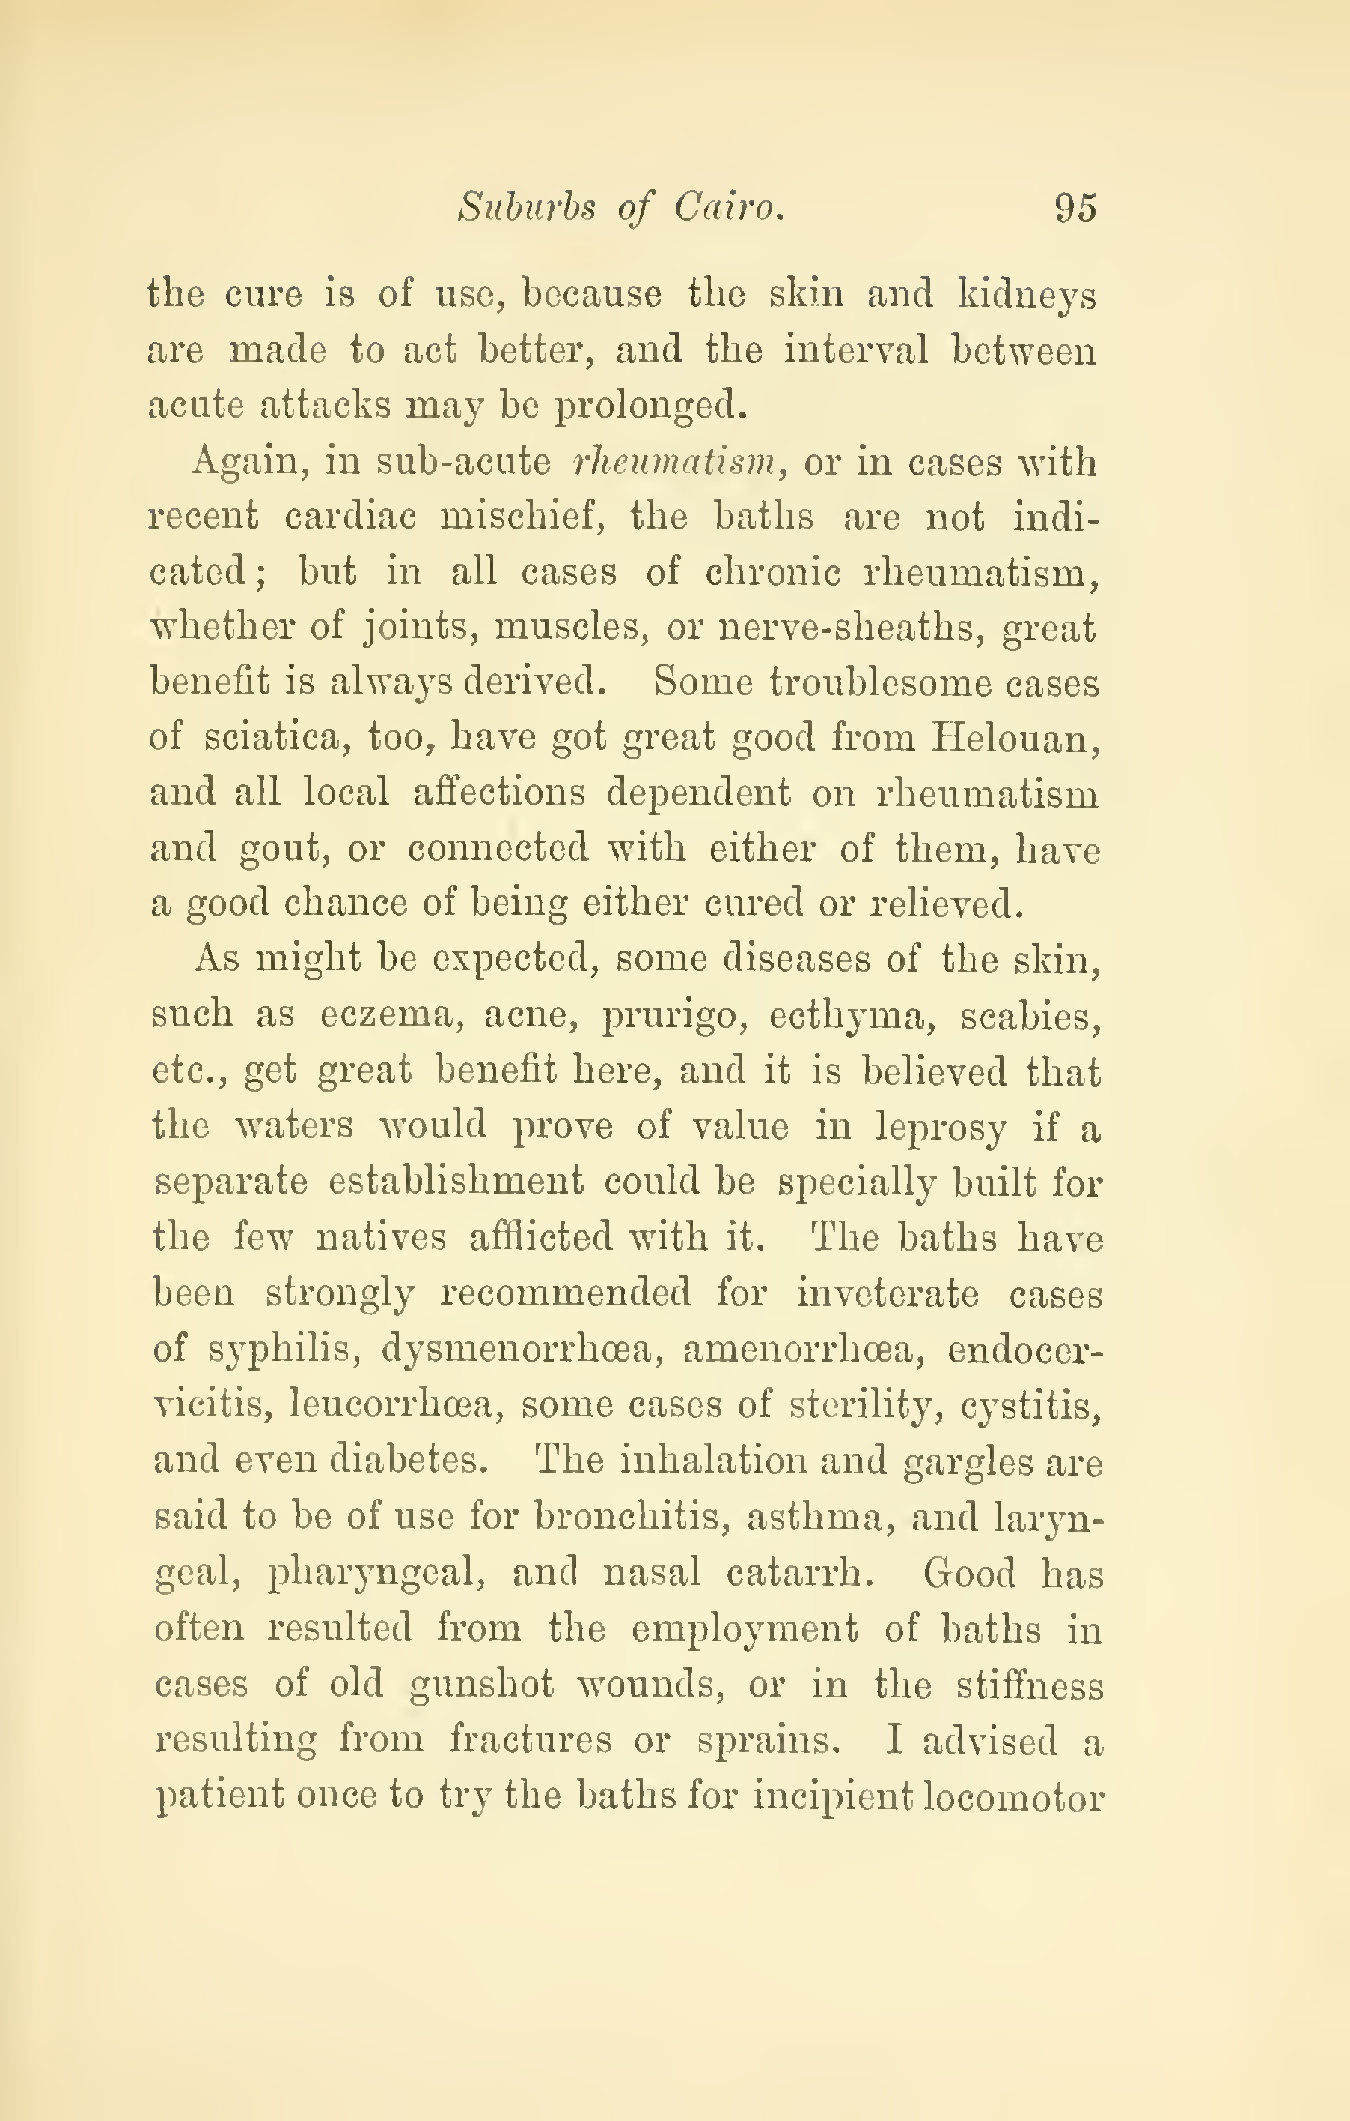 Suburbs of Cairo. 95
the cure is of use, because the skin and kidneys
are made to act better, and the interval between
acute attacks may be prolonged.
Again, in sub-acute rheumatism, or in cases with
recent cardiac mischief, the baths are not indi-
cated; but in all cases of chronic rheumatism,
whether of joints, muscles, or nerve-sheaths, great
benefit is always derived. Some troublesome cases
of sciatica, too, have got great good from Helouan,
and all local affections dependent on rheumatism
and gout, or connected with either of them, have
a good chance of being either cured or relieved.
As might be expected, some diseases of the skin,
such as eczema, acne, prurigo, ecthyma, scabies,
etc., get great benefit here, and it is believed that
the waters would prove of value in leprosy if a
separate establishment could be specially built for
the few natives afflicted with it. The baths have
been strongly recommended for inveterate cases
of syphilis, dysmenorrhœa, amenorrhœa, endocer-
vicitis, leucorrhœa, some cases of sterility, cystitis,
and even diabetes. The inhalation and gargles are
said to be of use for bronchitis, asthma, and laryn-
geal, pharyngeal, and nasal catarrh. Good has
often resulted from the employment of baths in
cases of old gunshot wounds, or in the stiffness
resulting from fractures or sprains. I advised a
patient once to try the baths for incipient locomotor